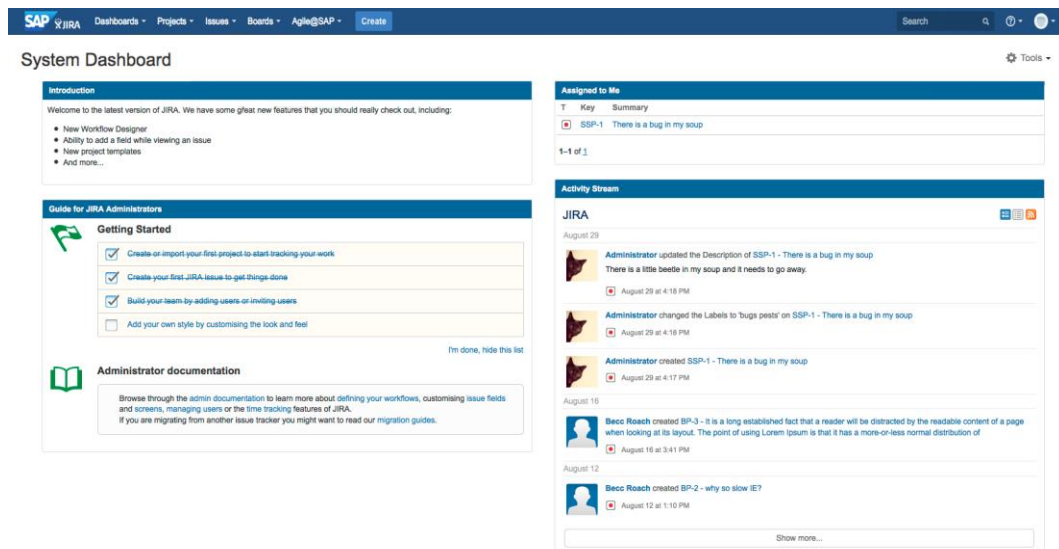 SAP JIRA Dashboards Projects Issues Boards Agile@SAP Create Search
System Dashboard
Tools
Introduction
Welcome to the latest version of JIRA. We have some gfeat new features that you should really check out, including:
New Workflow Designer
Ability to add a field while viewing an issue
New project templates
And more...
Guide for JIRA Administrators
Getting Started
Create or import your first project to start tracking your work
Create your first JIRA issue to get things done
Build your team by adding users or inviting users
Add your own style by customising the look and feel
I'm done, hide this list
Administrator documentation
Browse through the admin documentation to learn more about defining your workflows, customising issue fields
and screens, managing users or the time tracking features of JIRA.
If you are migrating from another issue tracker you might want to read our migration guides.
Assigned to Me
T Key Summary
SSP-1 There is a bug in my soup
1–1 of 1
Activity Stream
JIRA
August 29
Administrator updated the Description of SSP-1 - There is a bug in my soup
There is a little beetle in my soup and it needs to go away.
August 29 at 4:18 PM
Administrator changed the Labels to 'bugs pests' on SSP-1 - There is a bug in my soup
August 29 at 4:18 PM
Administrator created SSP-1 - There is a bug in my soup
August 29 at 4:17 PM
August 16
Becc Roach created BP-3 - It is a long established fact that a reader will be distracted by the readable content of a page
when looking at its layout. The point of using Lorem Ipsum is that it has a more-or-less normal distribution of
August 16 at 3:41 PM
August 12
Becc Roach created BP-2 - why so slow IE?
August 12 at 1:10 PM
Show more...